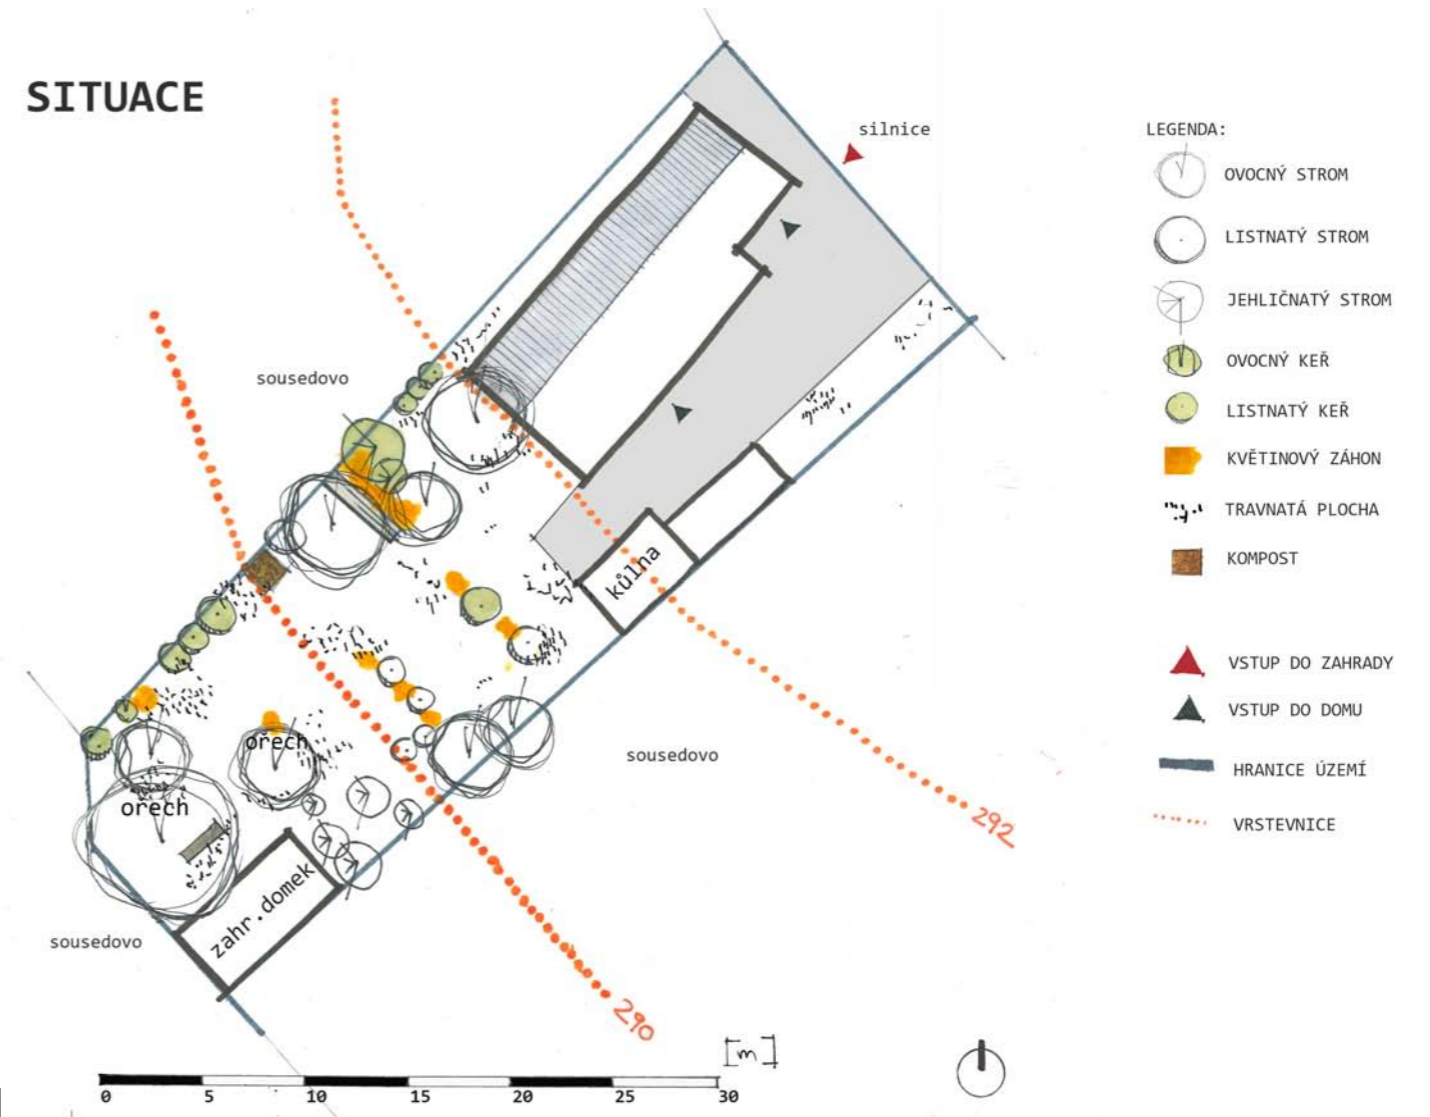 SITUACE
silnice
sousedovo
kůlna
ořech
ořech
sousedovo
zahr.domek
sousedovo
292
290
[m]
0 5 10 15 20 25 30
LEGENDA:
OVOCNÝ STROM
LISTNATÝ STROM
JEHLIČNATÝ STROM
OVOCNÝ KEŘ
LISTNATÝ KEŘ
KVĚTINOVÝ ZÁHON
TRAVNATÁ PLOCHA
KOMPOST
VSTUP DO ZAHRADY
VSTUP DO DOMU
HRANICE ÚZEMÍ
VRSTEVNICE